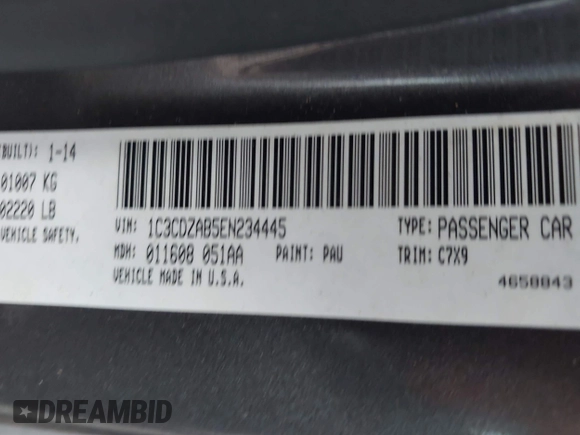 (BUILT): 1-14
01007 KG
02220 LB
VEHICLE SAFETY.
VIN: 1C3CDZAB5EN234445
TYPE: PASSENGER CAR
MDH: 011608 051AA
PAINT: PAU
TRIM: C7X9
VEHICLE MADE IN U.S.A.
4658843
DREAMBID